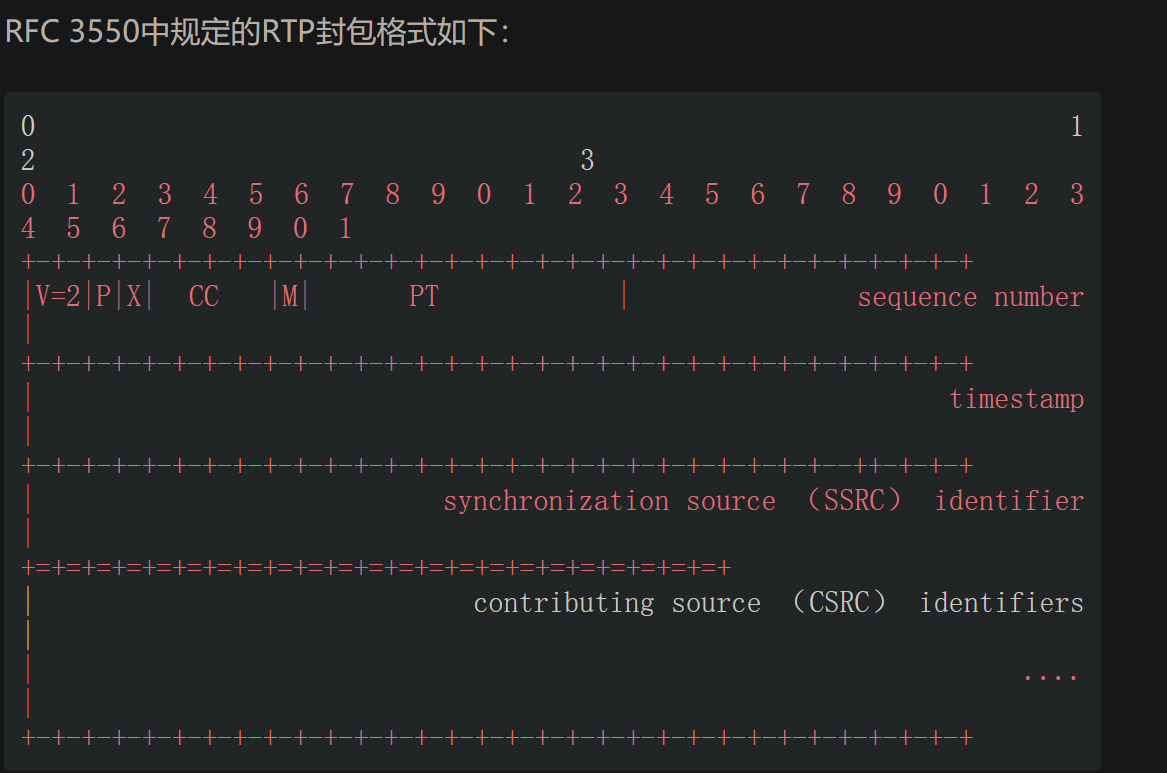 RFC 3550中规定的RTP封包格式如下：
0 1
2 3
0 1 2 3 4 5 6 7 8 9 0 1 2 3 4 5 6 7 8 9 0 1 2 3
4 5 6 7 8 9 0 1
+-+-+-+-+-+-+-+-+-+-+-+-+-+-+-+-+-+-+-+-+-+-+-+-+-+-+-+-+-+-+-+
|V=2|P|X| CC |M| PT | sequence number
|
+-+-+-+-+-+-+-+-+-+-+-+-+-+-+-+-+-+-+-+-+-+-+-+-+-+-+-+-+-+-+-+
| timestamp
|
+-+-+-+-+-+-+-+-+-+-+-+-+-+-+-+-+-+-+-+-+-+-+-+-+-+-+--++-+-+-+
| synchronization source （SSRC） identifier
|
+=+=+=+=+=+=+=+=+=+=+=+=+=+=+=+=+=+=+=+=+=+=+=+=+
| contributing source （CSRC） identifiers
|
| ....
|
+-+-+-+-+-+-+-+-+-+-+-+-+-+-+-+-+-+-+-+-+-+-+-+-+-+-+-+-+-+-+-+